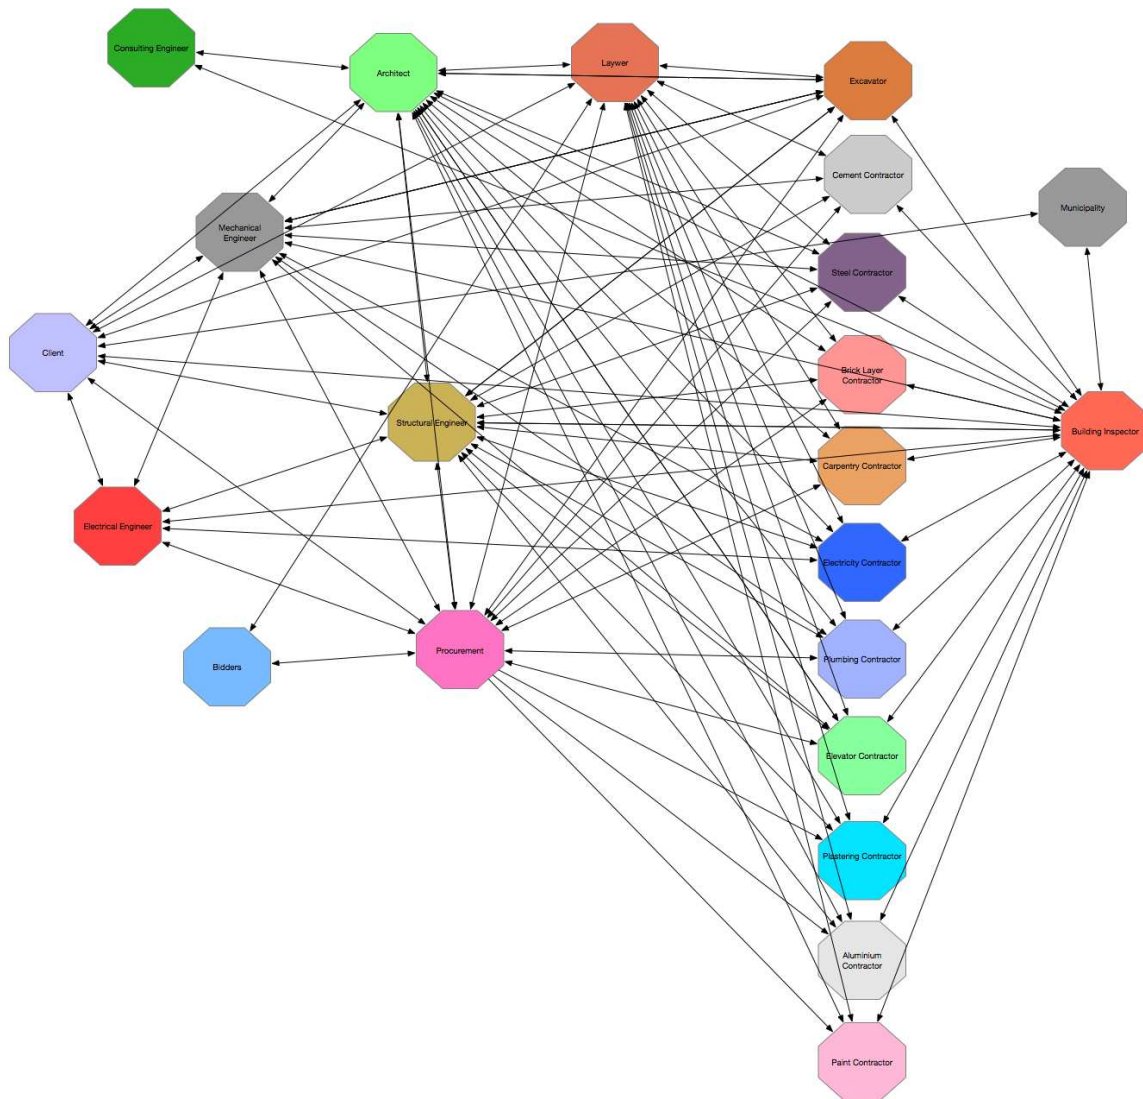 Consulting Engineer
Architect
Laywer
Excavator
Cement Contractor
Municipality
Mechanical
Engineer
Steel Contractor
Client
Brick Layer
Contractor
Structural Engineer
Building Inspector
Carpentry Contractor
Electrical Engineer
Electricity Contractor
Bidders
Procurement
Plumbing Contractor
Elevator Contractor
Plastering Contractor
Aluminium
Contractor
Paint Contractor